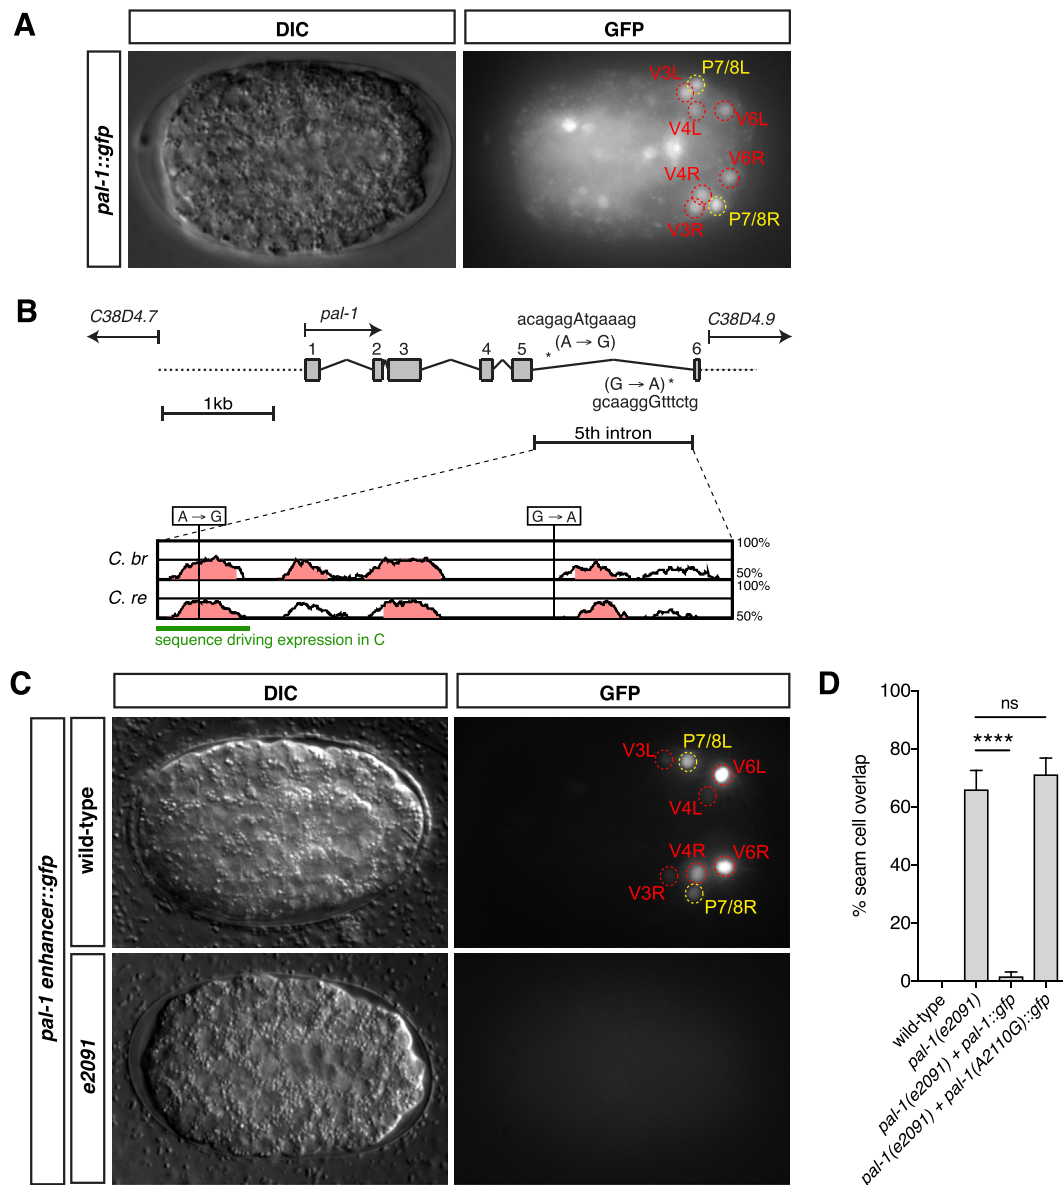 A
DIC
GFP
pal-1::gfp
V3L
P7/8L
V4L
V6L
V6R
V4R
V3R
P7/8R
B
C38D4.7
pal-1
acagagAtgaaag
(A → G)
*
C38D4.9
1
2
3
4
5
6
(G → A) *
gcaaggGtttctg
1kb
5th intron
A → G
G → A
C. br
100%
50%
C. re
100%
50%
sequence driving expression in C
C
DIC
GFP
pal-1 enhancer::gfp
wild-type
V3L
P7/8L
V6L
V4L
V4R
V6R
V3R
P7/8R
e2091
D
% seam cell overlap
100
80
60
40
20
0
ns
****
wild-type
pal-1(e2091)
pal-1(e2091) + pal-1::gfp
pal-1(e2091) + pal-1(A2110G)::gfp